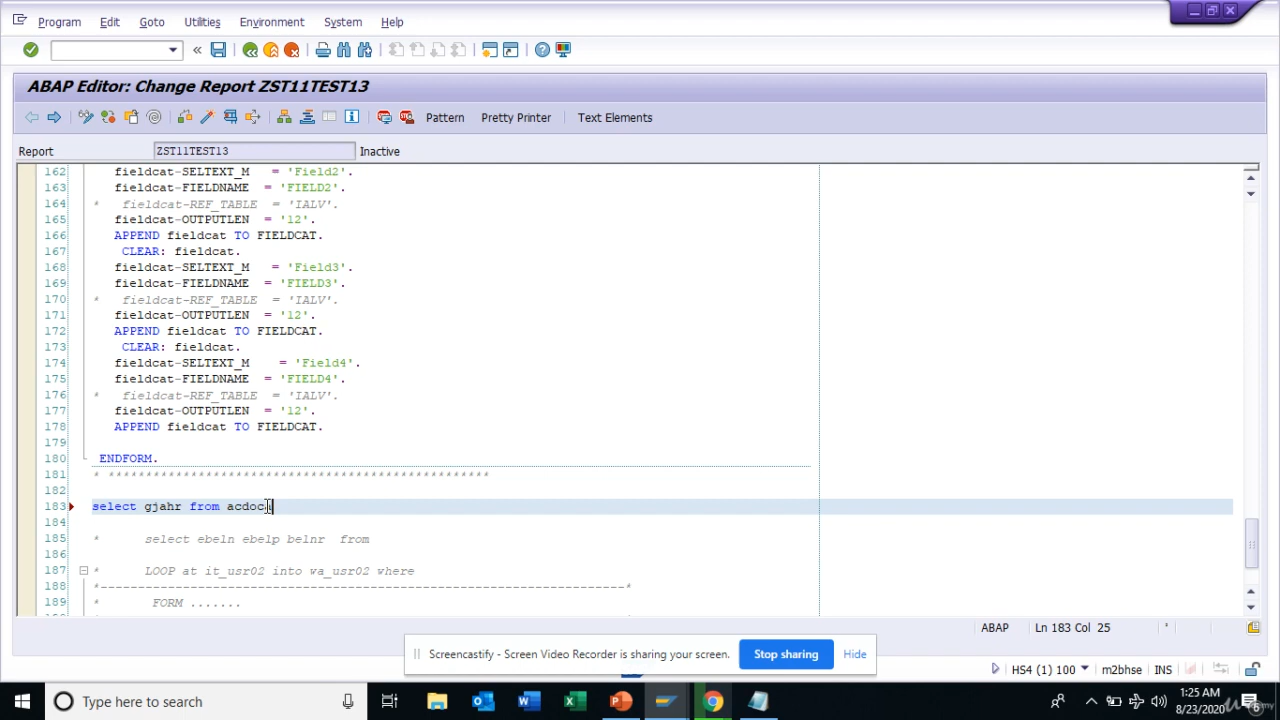 Program Edit Goto Utilities Environment System Help
ABAP Editor: Change Report ZST11TEST13
Pattern Pretty Printer Text Elements
Report ZST11TEST13 Inactive
162 fieldcat-SELTEXT_M = 'Field2'.
163 fieldcat-FIELDNAME = 'FIELD2'.
164 * fieldcat-REF_TABLE = 'IALV'.
165 fieldcat-OUTPUTLEN = '12'.
166 APPEND fieldcat TO FIELDCAT.
167 CLEAR: fieldcat.
168 fieldcat-SELTEXT_M = 'Field3'.
169 fieldcat-FIELDNAME = 'FIELD3'.
170 * fieldcat-REF_TABLE = 'IALV'.
171 fieldcat-OUTPUTLEN = '12'.
172 APPEND fieldcat TO FIELDCAT.
173 CLEAR: fieldcat.
174 fieldcat-SELTEXT_M = 'Field4'.
175 fieldcat-FIELDNAME = 'FIELD4'.
176 * fieldcat-REF_TABLE = 'IALV'.
177 fieldcat-OUTPUTLEN = '12'.
178 APPEND fieldcat TO FIELDCAT.
179
180 ENDFORM.
181 * ***************************************************
182
183 select gjahr from acdoca
184
185 * select ebeln ebelp belnr from
186
187 * LOOP at it_usr02 into wa_usr02 where
188 *----------------------------------------------------------------------*
189 * FORM .......
ABAP Ln 183 Col 25
Screencastify - Screen Video Recorder is sharing your screen. Stop sharing Hide
HS4 (1) 100 m2bhse INS
Type here to search
1:25 AM
8/23/2020
6